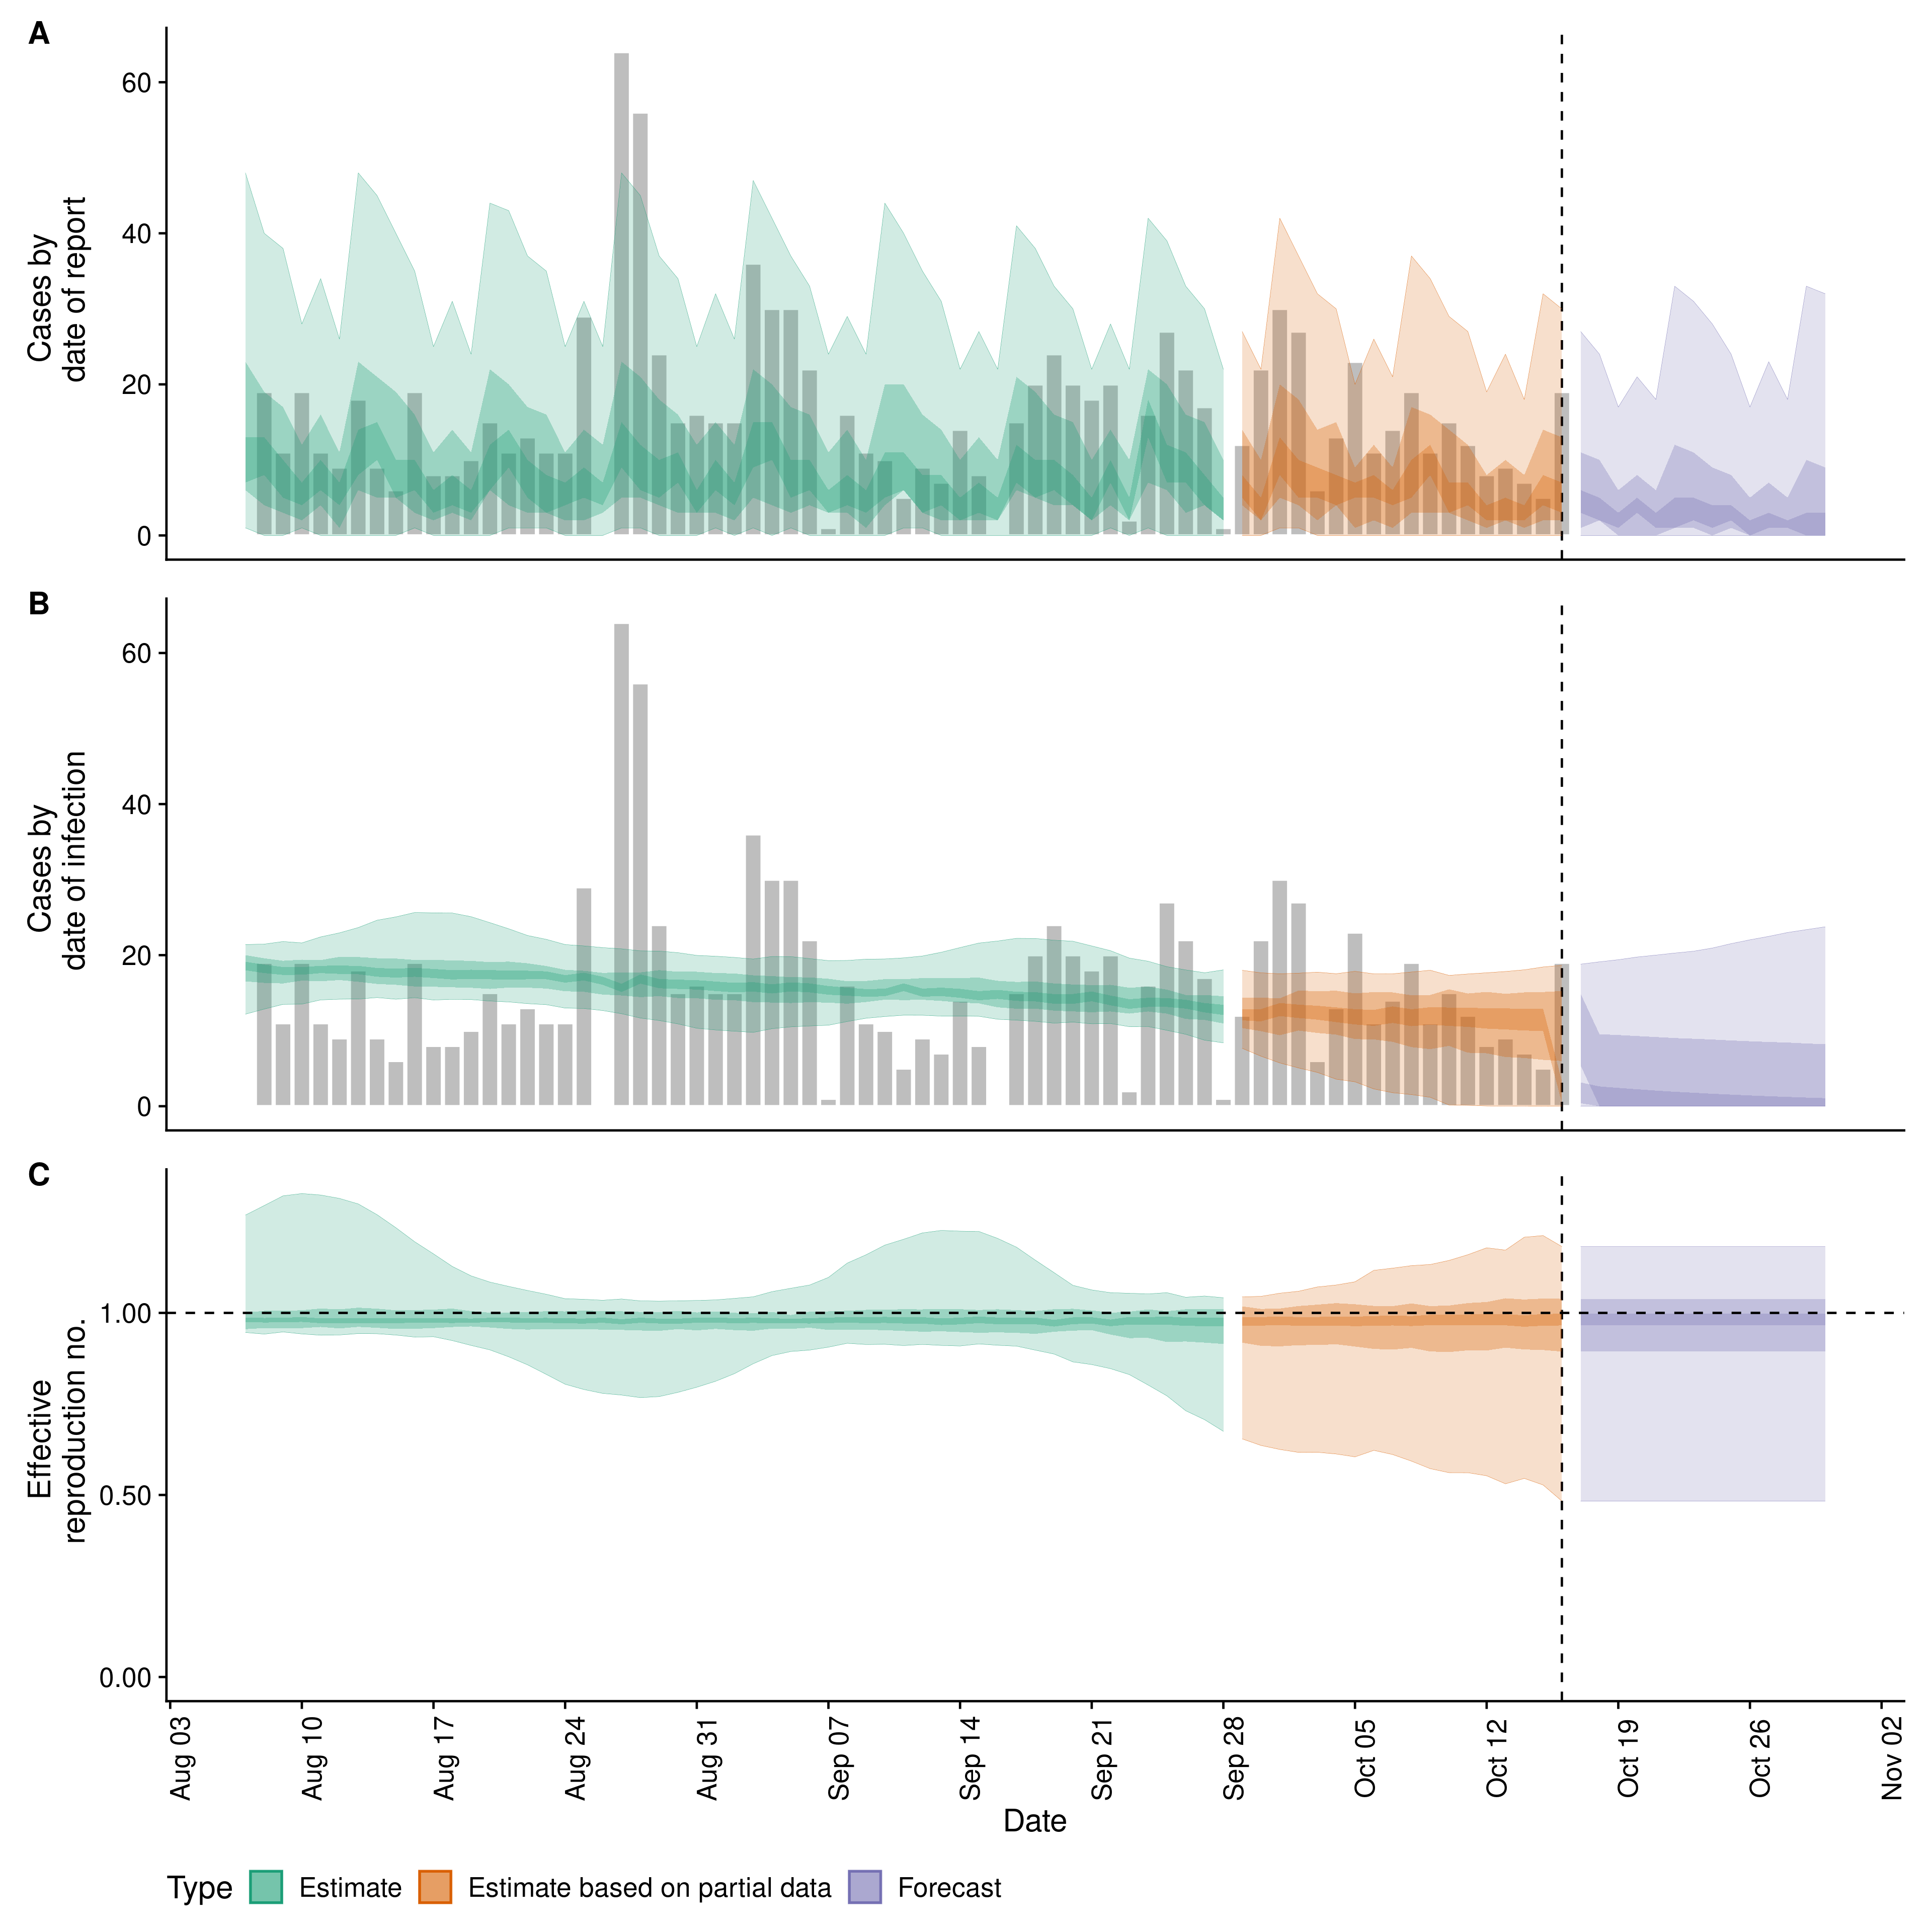 A
Cases by
date of report
60
40
20
0
B
Cases by
date of infection
60
40
20
0
C
Effective
reproduction no.
1.00
0.50
0.00
Aug 03
Aug 10
Aug 17
Aug 24
Aug 31
Sep 07
Sep 14
Sep 21
Sep 28
Oct 05
Oct 12
Oct 19
Oct 26
Nov 02
Date
Type Estimate Estimate based on partial data Forecast